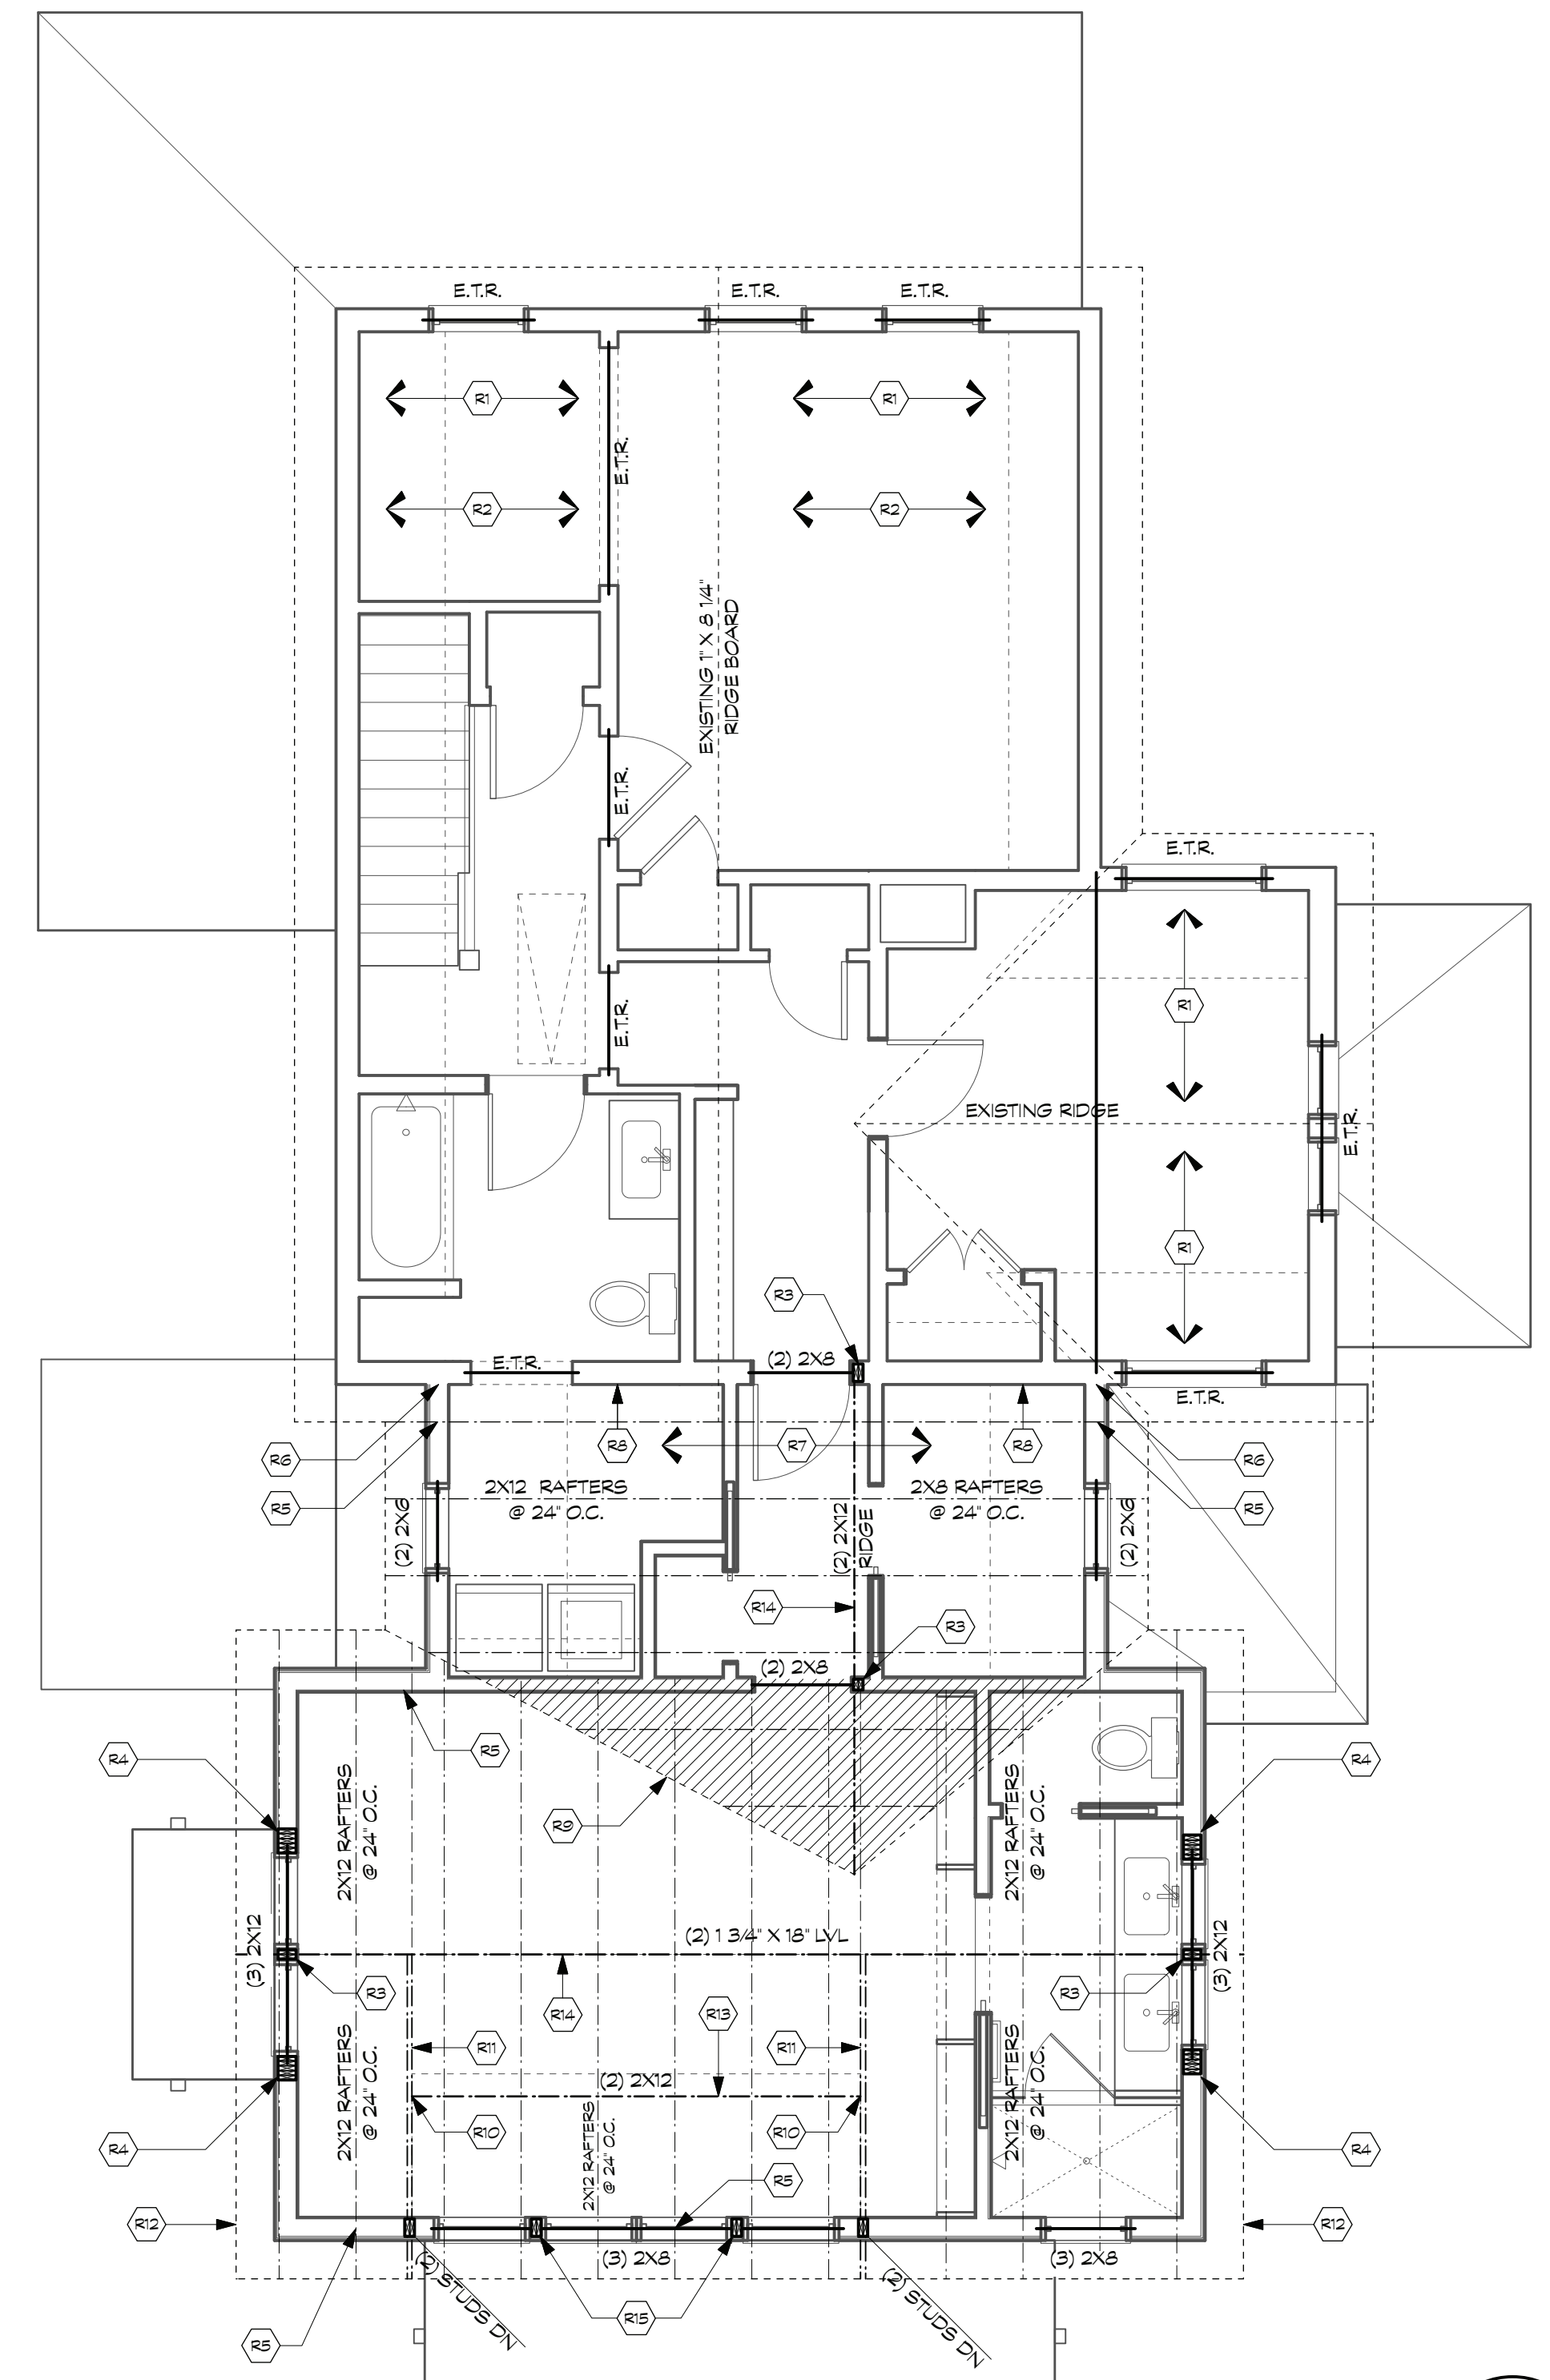 E.T.R.
E.T.R.
E.T.R.
R1
R1
E.T.R.
R2
R2
EXISTING 1" X 8 1/4"
RIDGE BOARD
E.T.R.
E.T.R.
E.T.R.
R1
EXISTING RIDGE
E.T.R.
R1
R3
(2) 2X8
E.T.R.
E.T.R.
R6
R8
R7
R8
R6
R5
R5
2X12 RAFTERS
@ 24" O.C.
2X8 RAFTERS
@ 24" O.C.
(2) 2X6
(2) 2X12
RIDGE
(2) 2X6
R14
R3
(2) 2X8
R5
R4
R4
2X12 RAFTERS
@ 24" O.C.
R9
2X12 RAFTERS
@ 24" O.C.
(3) 2X12
(2) 1 3/4" X 18" LVL
(3) 2X12
R3
R14
R13
R3
R11
R11
2X12 RAFTERS
@ 24" O.C.
(2) 2X12
2X12 RAFTERS
@ 24" O.C.
R4
R10
R10
R4
2X12 RAFTERS
@ 24" O.C.
R5
R12
R12
(3) 2X8
(3) 2X8
(2) STUDS DN
(2) STUDS DN
R15
R5